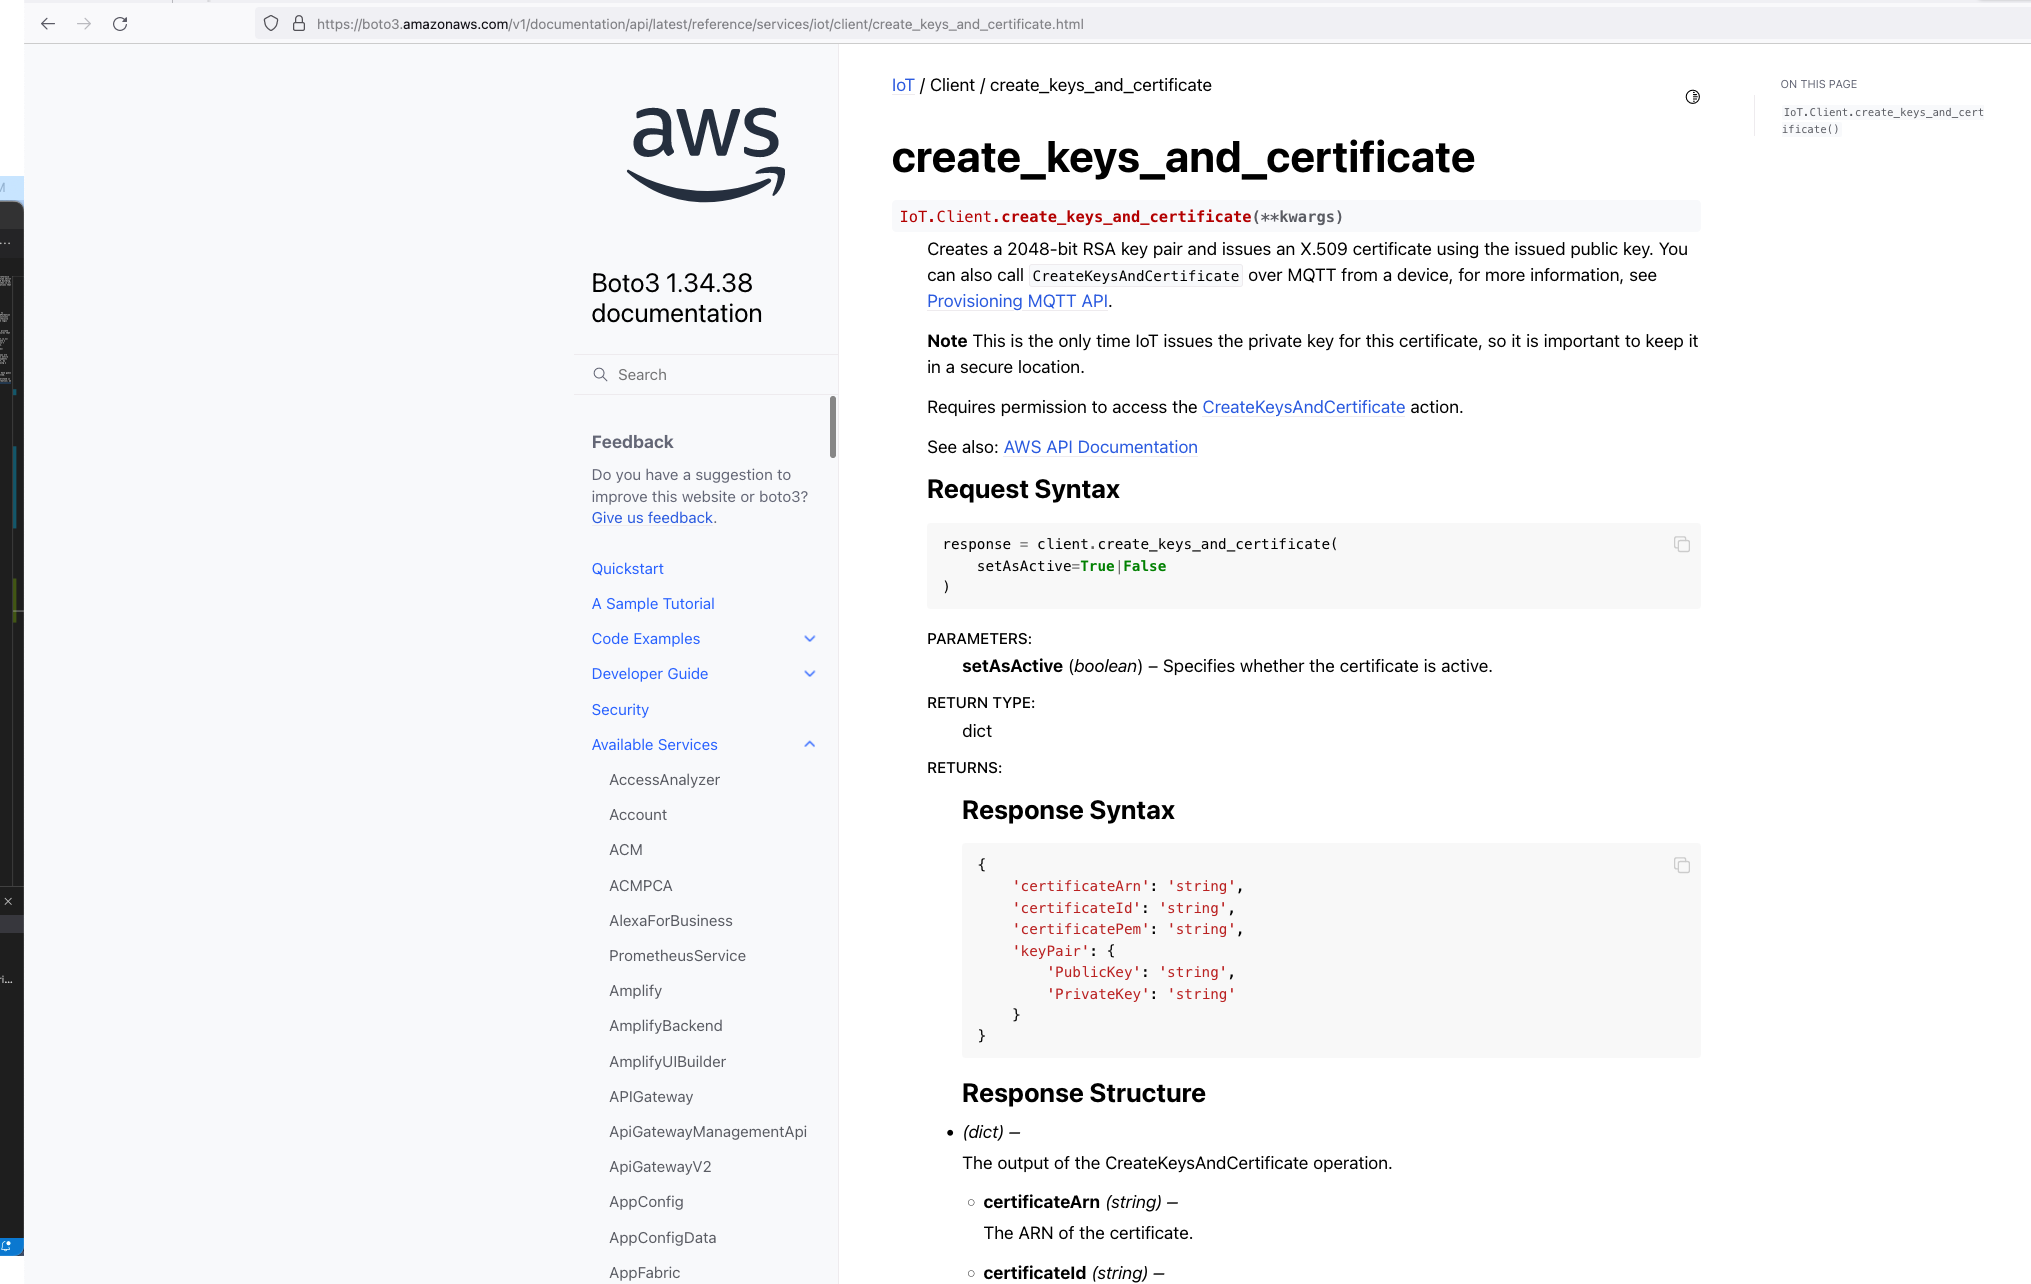 https://boto3.amazonaws.com/v1/documentation/api/latest/reference/services/iot/client/create_keys_and_certificate.html
aws
Boto3 1.34.38
documentation
Search
Feedback
Do you have a suggestion to
improve this website or boto3?
Give us feedback.
Quickstart
A Sample Tutorial
Code Examples
Developer Guide
Security
Available Services
AccessAnalyzer
Account
ACM
ACMPCA
AlexaForBusiness
PrometheusService
Amplify
AmplifyBackend
AmplifyUIBuilder
APIGateway
ApiGatewayManagementApi
ApiGatewayV2
AppConfig
AppConfigData
AppFabric
IoT / Client / create_keys_and_certificate
create_keys_and_certificate
IoT.Client.create_keys_and_certificate(**kwargs)
Creates a 2048-bit RSA key pair and issues an X.509 certificate using the issued public key. You
can also call CreateKeysAndCertificate over MQTT from a device, for more information, see
Provisioning MQTT API.
Note This is the only time IoT issues the private key for this certificate, so it is important to keep it
in a secure location.
Requires permission to access the CreateKeysAndCertificate action.
See also: AWS API Documentation
Request Syntax
response = client.create_keys_and_certificate(
    setAsActive=True|False
)
PARAMETERS:
setAsActive (boolean) – Specifies whether the certificate is active.
RETURN TYPE:
dict
RETURNS:
Response Syntax
{
    'certificateArn': 'string',
    'certificateId': 'string',
    'certificatePem': 'string',
    'keyPair': {
        'PublicKey': 'string',
        'PrivateKey': 'string'
    }
}
Response Structure
• (dict) –
The output of the CreateKeysAndCertificate operation.
○ certificateArn (string) –
The ARN of the certificate.
○ certificateId (string) –
ON THIS PAGE
IoT.Client.create_keys_and_cert
ificate()